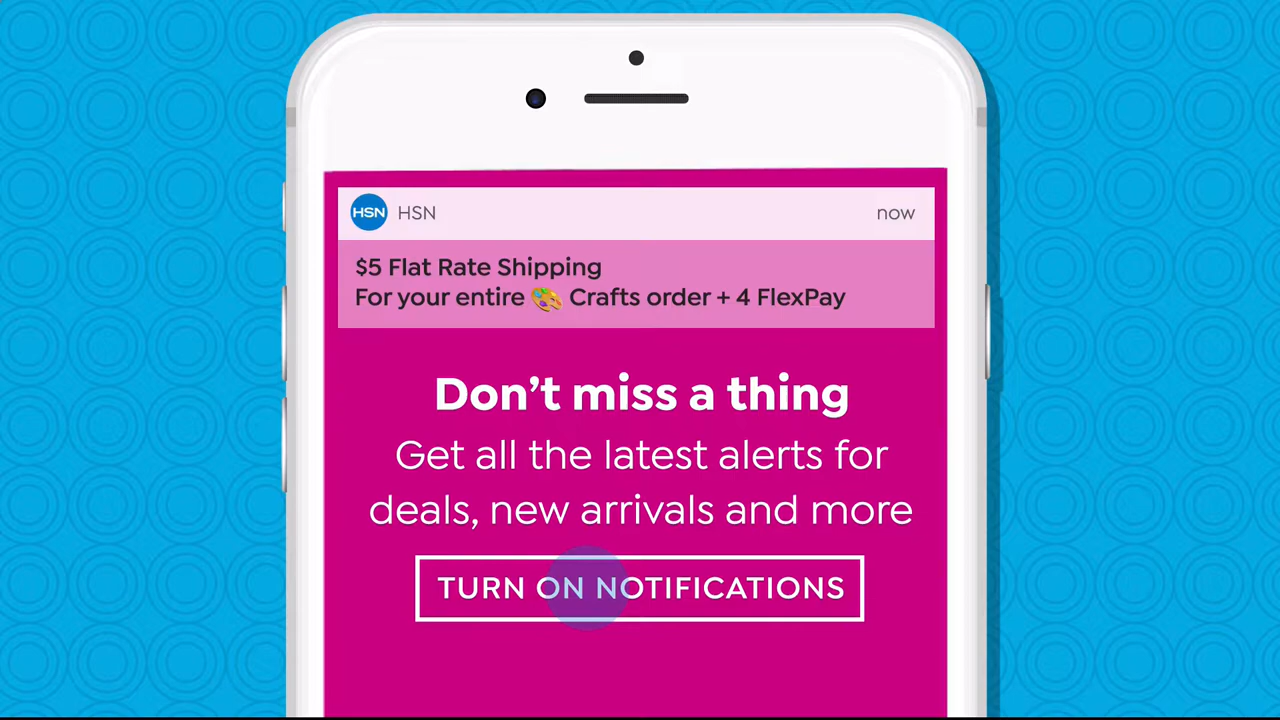 HSN HSN now
$5 Flat Rate Shipping
For your entire 🎨 Crafts order + 4 FlexPay
Don't miss a thing
Get all the latest alerts for
deals, new arrivals and more
TURN ON NOTIFICATIONS